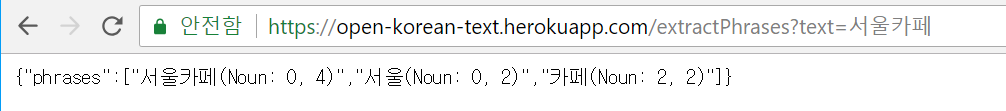 안전함 https://open-korean-text.herokuapp.com/extractPhrases?text=서울카페
{"phrases":["서울카페(Noun: 0, 4)","서울(Noun: 0, 2)","카페(Noun: 2, 2)"]}